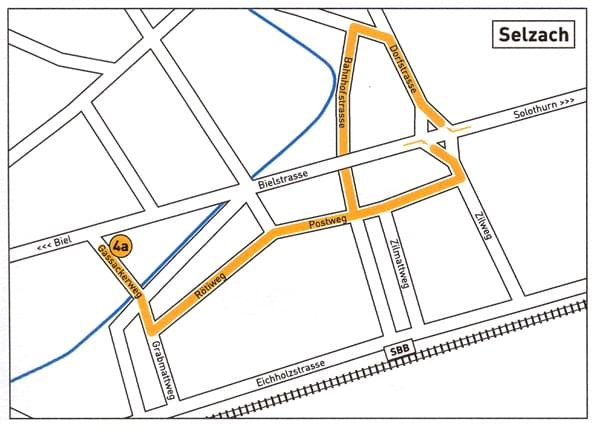 Selzach
Dorfstrasse
Bahnhofstrasse
Solothurn >>>
Bielstrasse
<<< Biel
4a
Gassackerweg
Postweg
Zilweg
Zilmattweg
Rötiweg
Grabmattweg
SBB
Eichholzstrasse